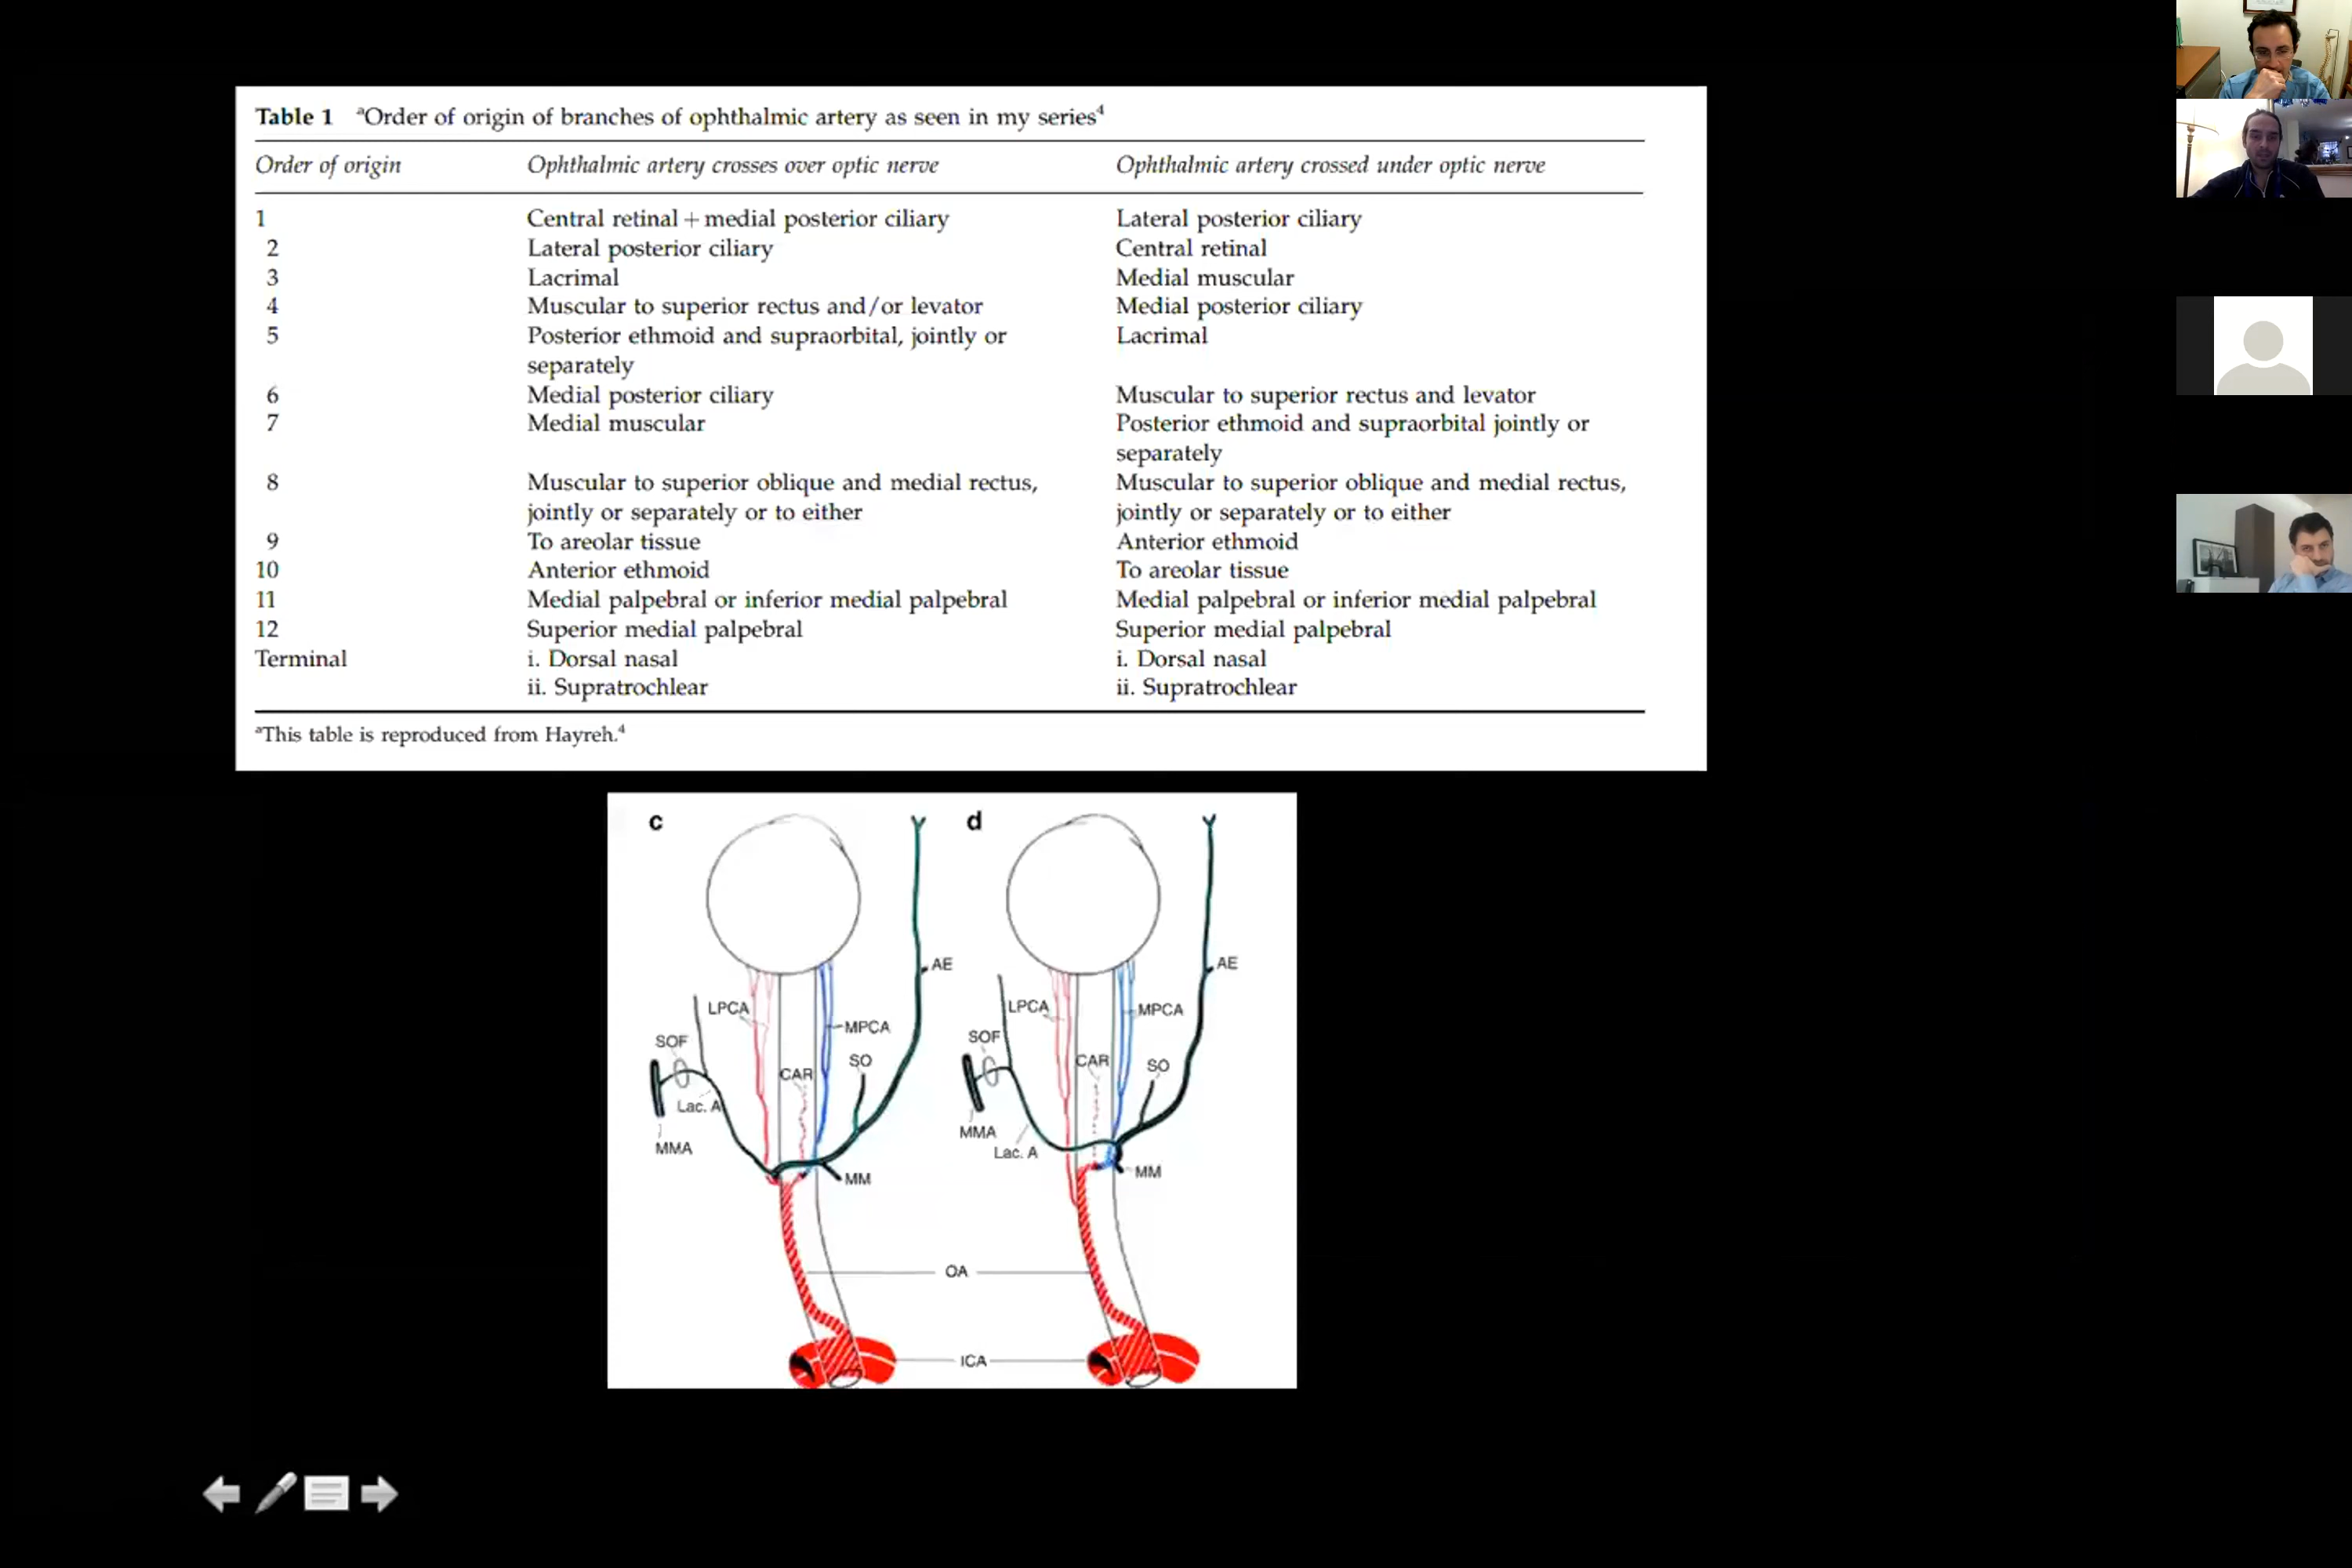 Table 1 ªOrder of origin of branches of ophthalmic artery as seen in my series⁴
Order of origin Ophthalmic artery crosses over optic nerve Ophthalmic artery crossed under optic nerve
1 Central retinal + medial posterior ciliary Lateral posterior ciliary
2 Lateral posterior ciliary Central retinal
3 Lacrimal Medial muscular
4 Muscular to superior rectus and/or levator Medial posterior ciliary
5 Posterior ethmoid and supraorbital, jointly or Lacrimal
separately
6 Medial posterior ciliary Muscular to superior rectus and levator
7 Medial muscular Posterior ethmoid and supraorbital jointly or
separately
8 Muscular to superior oblique and medial rectus, Muscular to superior oblique and medial rectus,
jointly or separately or to either jointly or separately or to either
9 To areolar tissue Anterior ethmoid
10 Anterior ethmoid To areolar tissue
11 Medial palpebral or inferior medial palpebral Medial palpebral or inferior medial palpebral
12 Superior medial palpebral Superior medial palpebral
Terminal i. Dorsal nasal i. Dorsal nasal
ii. Supratrochlear ii. Supratrochlear
ªThis table is reproduced from Hayreh.⁴
c d
AE AE
LPCA LPCA
MPCA MPCA
SOF SOF
SO SO
CAR CAR
Lac. A Lac. A
MMA MMA
MM MM
OA
ICA